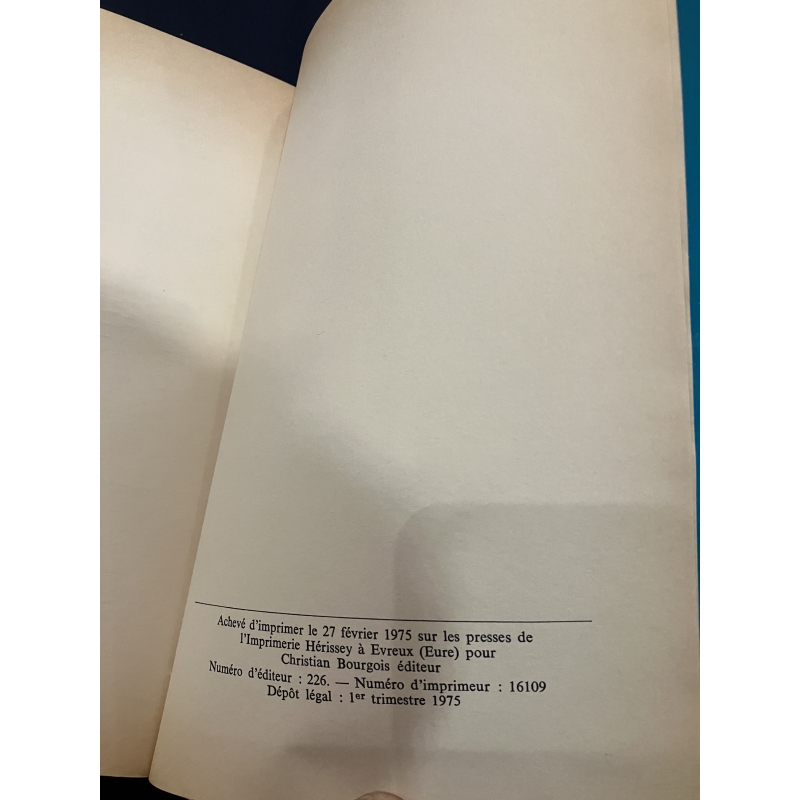 Achevé d'imprimer le 27 février 1975 sur les presses de
l'Imprimerie Hérissey à Evreux (Eure) pour
Christian Bourgois éditeur
Numéro d'éditeur : 226. — Numéro d'imprimeur : 16109
Dépôt légal : 1er trimestre 1975